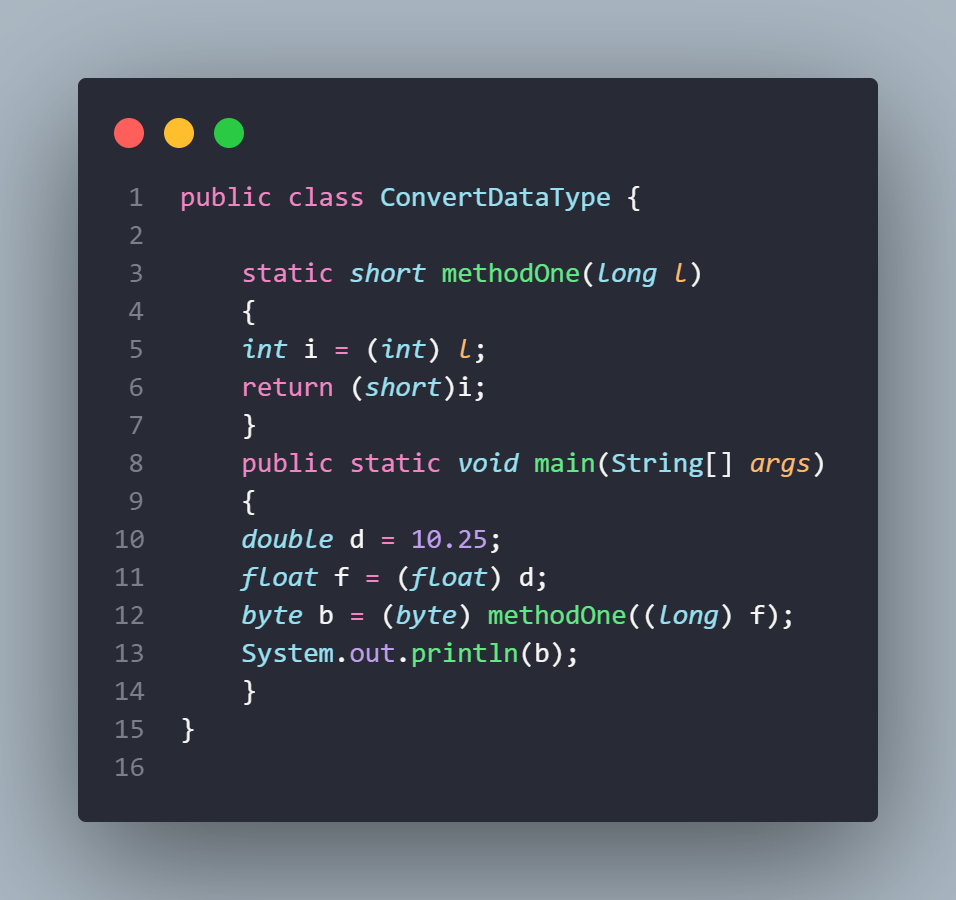 1 public class ConvertDataType {
2
3     static short methodOne(long l)
4     {
5     int i = (int) l;
6     return (short)i;
7     }
8     public static void main(String[] args)
9     {
10     double d = 10.25;
11     float f = (float) d;
12     byte b = (byte) methodOne((long) f);
13     System.out.println(b);
14     }
15 }
16